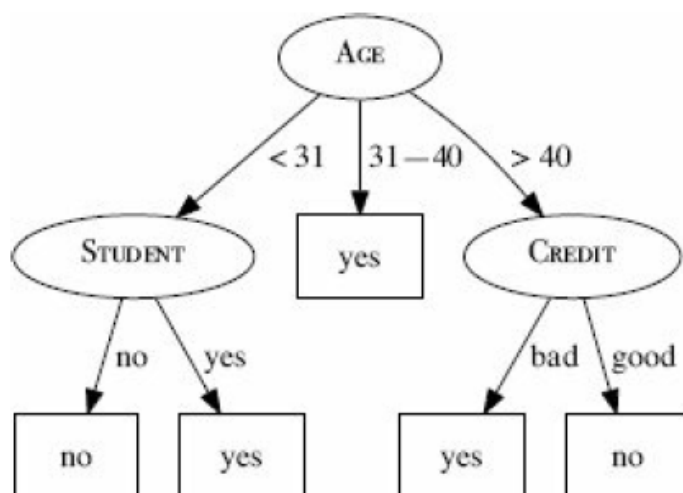 AGE
< 31 31—40 > 40
STUDENT yes CREDIT
no yes bad good
no yes yes no